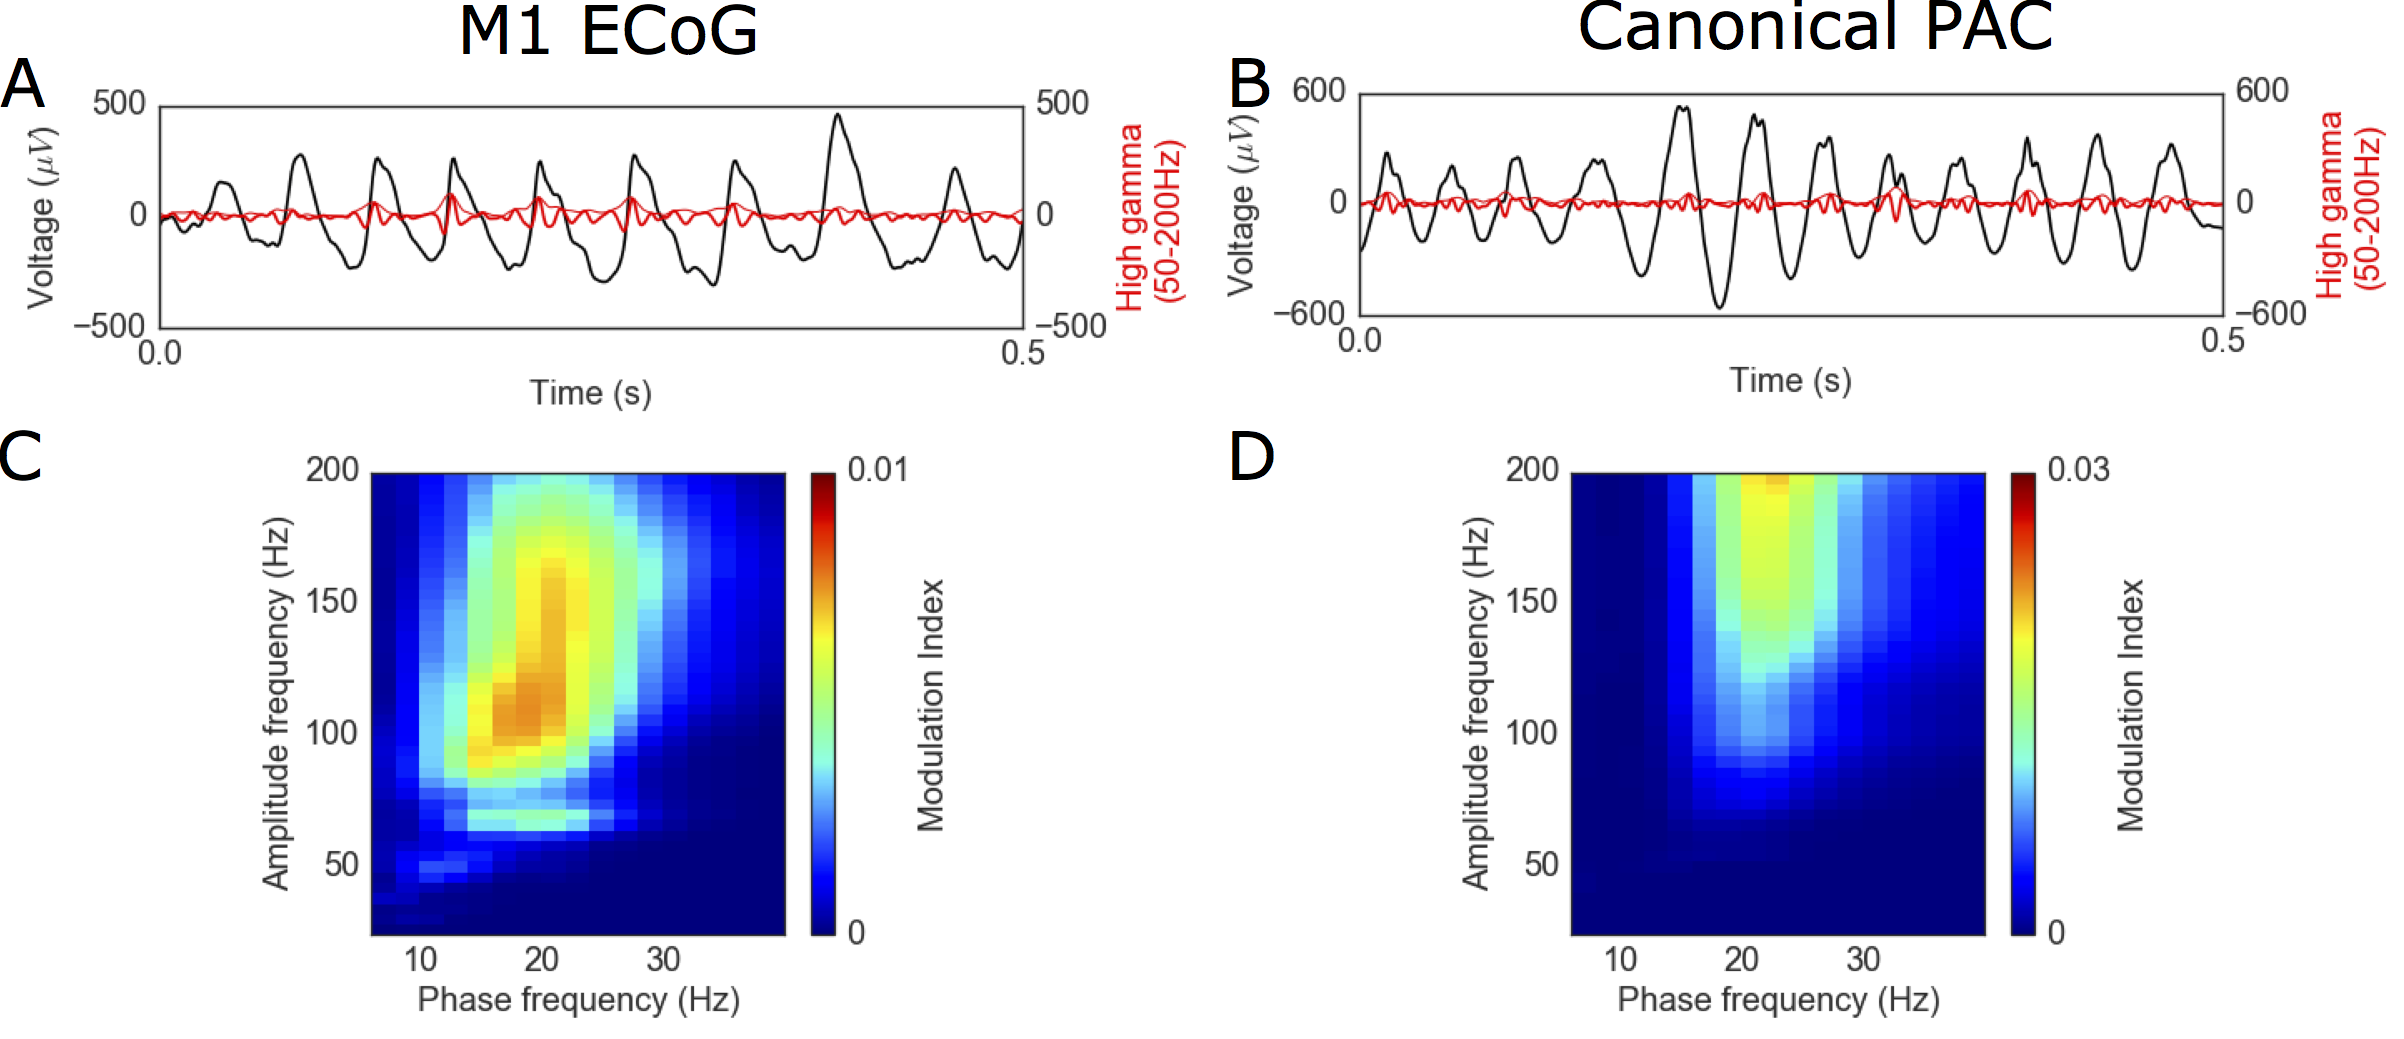 M1 ECoG
Canonical PAC
A
500
0
−500
Voltage (μV)
500
0
−500
High gamma
(50-200Hz)
0.0
0.5
Time (s)
B
600
0
−600
Voltage (μV)
600
0
−600
High gamma
(50-200Hz)
0.0
0.5
Time (s)
C
200
150
100
50
Amplitude frequency (Hz)
10
20
30
Phase frequency (Hz)
0.01
0
Modulation Index
D
200
150
100
50
Amplitude frequency (Hz)
10
20
30
Phase frequency (Hz)
0.03
0
Modulation Index